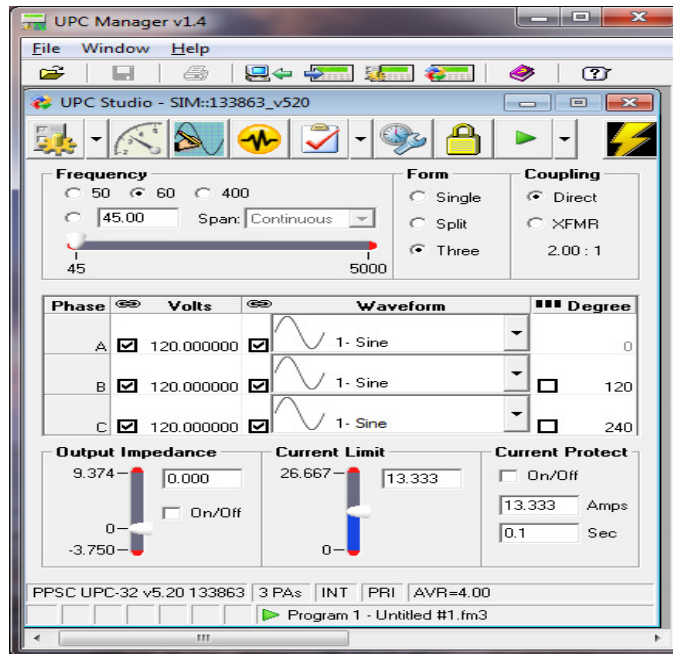 UPC Manager v1.4
File Window Help
UPC Studio - SIM::133863_v520
Frequency Form Coupling
50 60 400 Single Direct
45.00 Span: Continuous Split XFMR
Three 2.00 : 1
45 5000
Phase Volts Waveform Degree
A 120.000000 1- Sine 0
B 120.000000 1- Sine 120
C 120.000000 1- Sine 240
Output Impedance Current Limit Current Protect
9.374 0.000 26.667 13.333 On/Off
On/Off 13.333 Amps
0 0.1 Sec
-3.750 0
PPSC UPC-32 v5.20 133863 3 PAs INT PRI AVR=4.00
Program 1 - Untitled #1.fm3